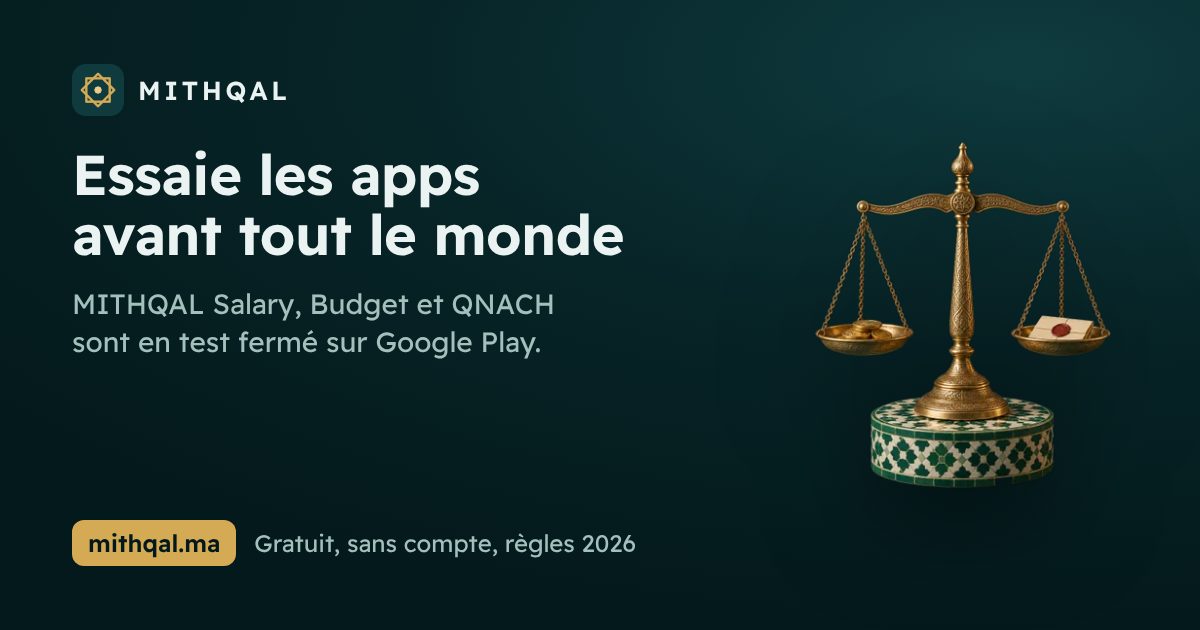 MITHQAL
Essaie les apps
avant tout le monde
MITHQAL Salary, Budget et QNACH
sont en test fermé sur Google Play.
mithqal.ma
Gratuit, sans compte, règles 2026